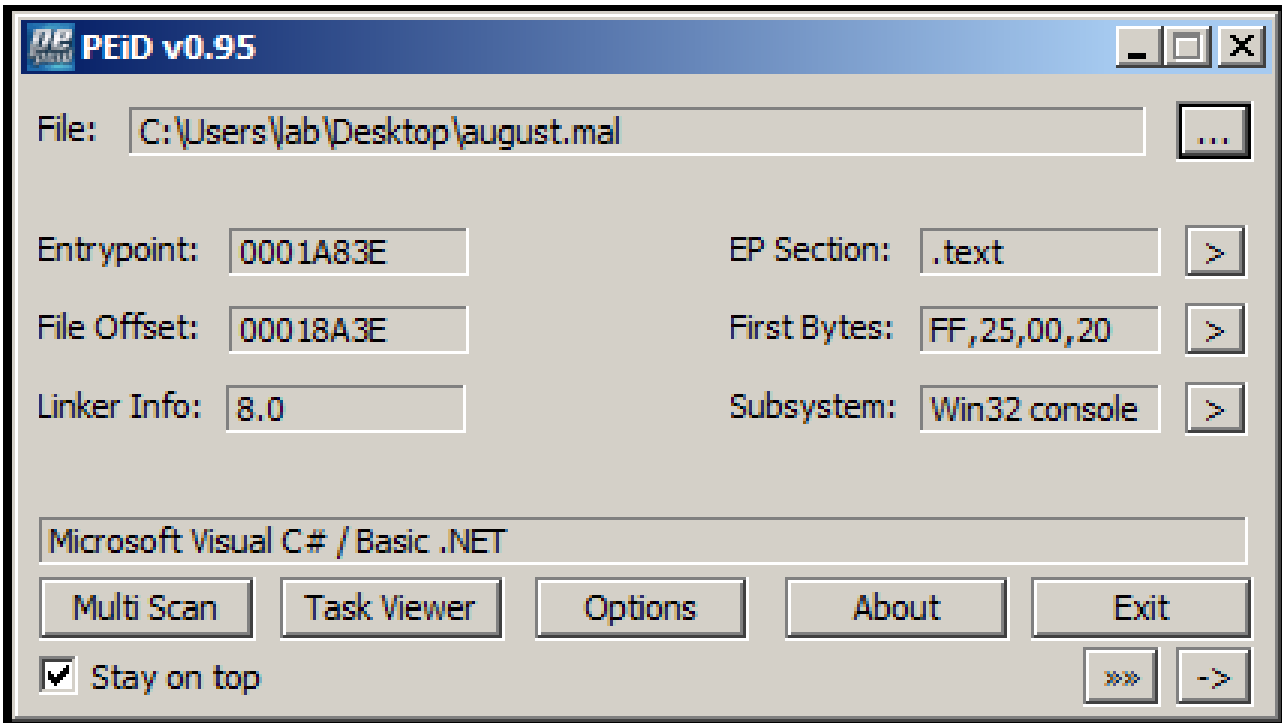 PEiD v0.95
File: C:\Users\lab\Desktop\august.mal ...
Entrypoint: 0001A83E EP Section: .text >
File Offset: 00018A3E First Bytes: FF,25,00,20 >
Linker Info: 8.0 Subsystem: Win32 console >
Microsoft Visual C# / Basic .NET
Multi Scan Task Viewer Options About Exit
Stay on top »» ->